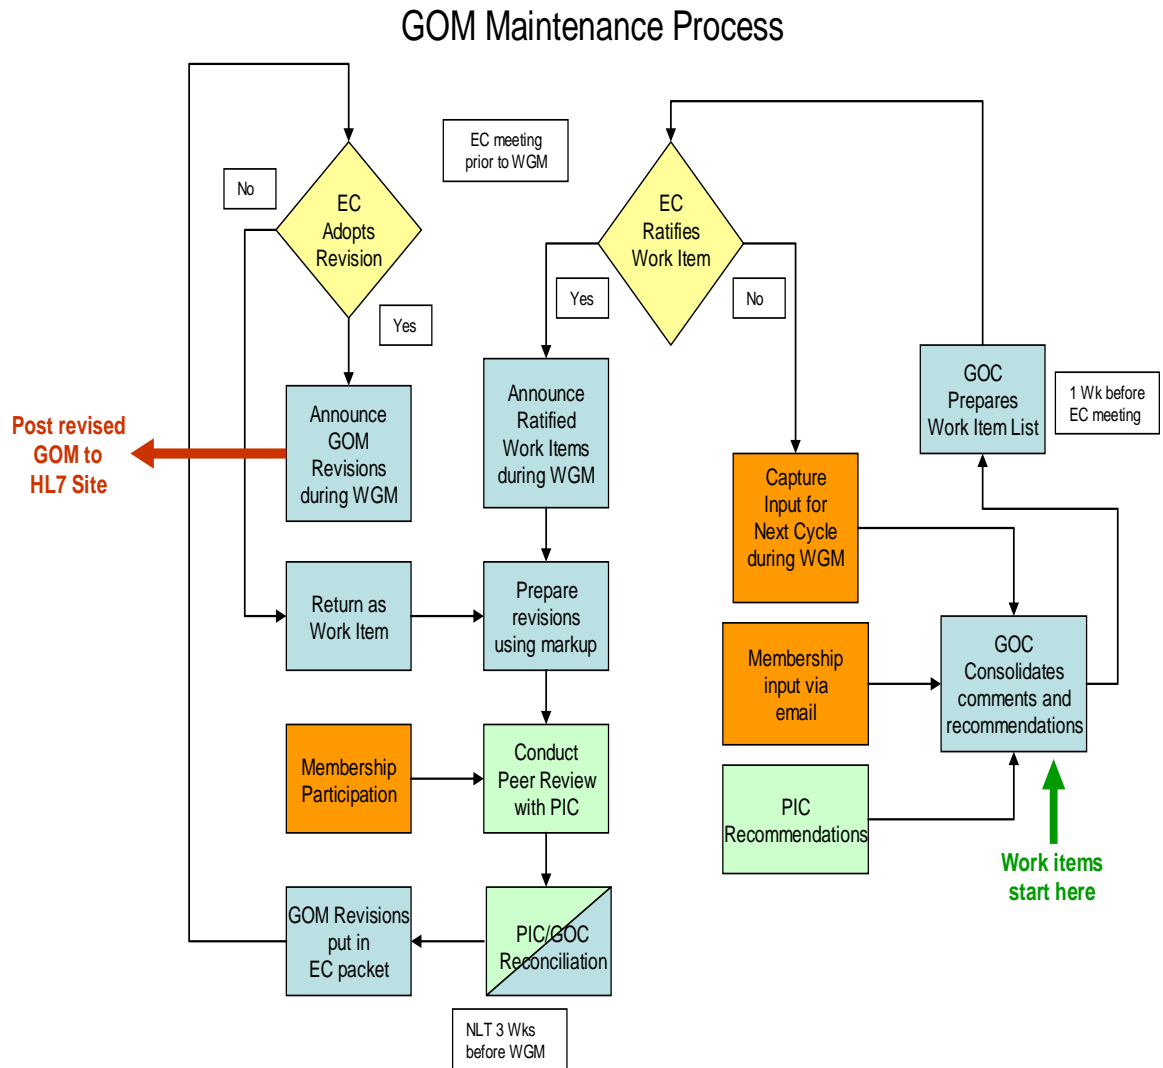 GOM Maintenance Process
EC meeting
prior to WGM
No
EC
Adopts
Revision
EC
Ratifies
Work Item
Yes
No
Yes
GOC
Prepares
Work Item List
1 Wk before
EC meeting
Post revised
GOM to
HL7 Site
Announce
GOM
Revisions
during WGM
Announce
Ratified
Work Items
during WGM
Capture
Input for
Next Cycle
during WGM
Return as
Work Item
Prepare
revisions
using markup
Membership
input via
email
GOC
Consolidates
comments and
recommendations
Membership
Participation
Conduct
Peer Review
with PIC
PIC
Recommendations
Work items
start here
GOM Revisions
put in
EC packet
PIC/GOC
Reconciliation
NLT 3 Wks
before WGM